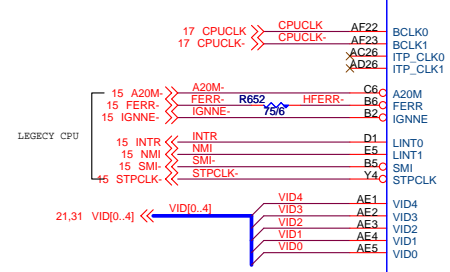 17 CPUCLK CPUCLK AF22 BCLK0
17 CPUCLK- CPUCLK- AF23 BCLK1
AC26 ITP_CLK0
AD26 ITP_CLK1
15 A20M- A20M- C6 A20M
15 FERR- FERR- R652 75/6 HFERR- B6 FERR
15 IGNNE- IGNNE- B2 IGNNE
LEGECY CPU
15 INTR INTR D1 LINT0
15 NMI NMI E5 LINT1
15 SMI- SMI- B5 SMI
15 STPCLK- STPCLK- Y4 STPCLK
VID4 AE1 VID4
21,31 VID[0..4] VID[0..4] VID3 AE2 VID3
VID2 AE3 VID2
VID1 AE4 VID1
VID0 AE5 VID0